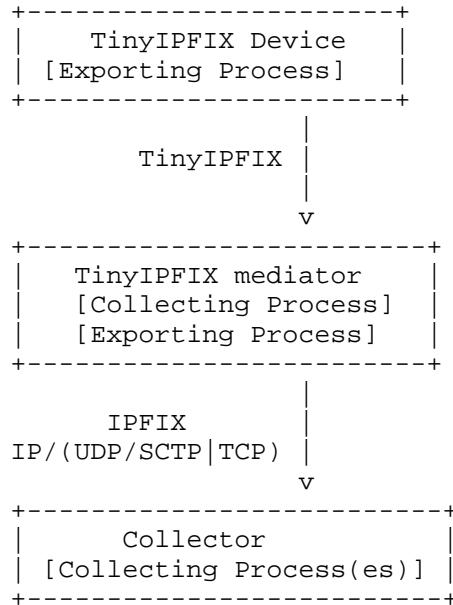 TinyIPFIX Device
[Exporting Process]
TinyIPFIX
v
TinyIPFIX mediator
[Collecting Process]
[Exporting Process]
IPFIX
IP/(UDP/SCTP|TCP)
v
Collector
[Collecting Process(es)]